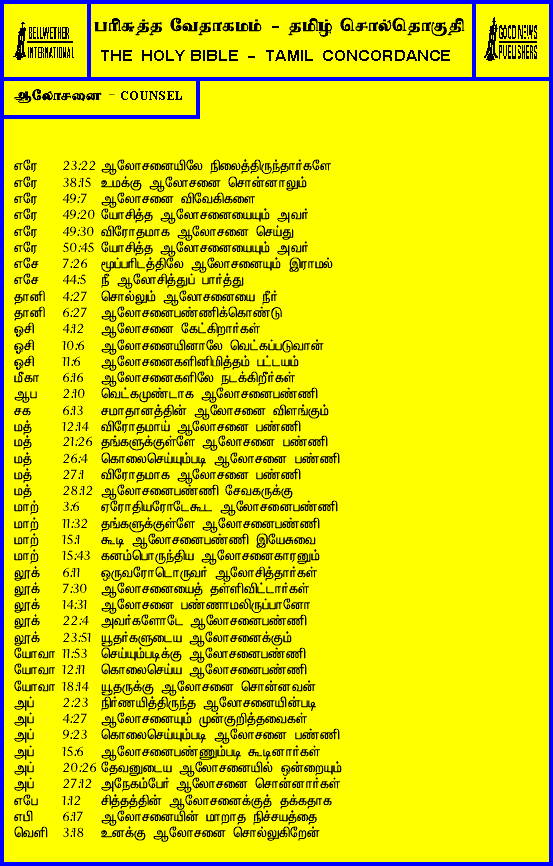 BELLWETHER
INTERNATIONAL
பரிசுத்த வேதாகமம் - தமிழ் சொல்தொகுதி
THE HOLY BIBLE - TAMIL CONCORDANCE
GOOD NEWS
PUBLISHERS
ஆலோசனை - COUNSEL
எரே 23:22 ஆலோசனையிலே நிலைத்திருந்தார்களே
எரே 38:15 உமக்கு ஆலோசனை சொன்னாலும்
எரே 49:7 ஆலோசனை விவேகிகளை
எரே 49:20 யோசித்த ஆலோசனையையும் அவர்
எரே 49:30 விரோதமாக ஆலோசனை செய்து
எரே 50:45 யோசித்த ஆலோசனையையும் அவர்
எசே 7:26 மூப்பரிடத்திலே ஆலோசனையும் இராமல்
எசே 44:5 நீ ஆலோசித்துப் பார்த்து
தானி 4:27 சொல்லும் ஆலோசனையை நீர்
தானி 6:27 ஆலோசனைபண்ணிக்கொண்டு
ஓசி 4:12 ஆலோசனை கேட்கிறார்கள்
ஓசி 10:6 ஆலோசனையினாலே வெட்கப்படுவான்
ஓசி 11:6 ஆலோசனைகளினிமித்தம் பட்டயம்
மீகா 6:16 ஆலோசனைகளிலே நடக்கிறீர்கள்
ஆப 2:10 வெட்கமுண்டாக ஆலோசனைபண்ணி
சக 6:13 சமாதானத்தின் ஆலோசனை விளங்கும்
மத் 12:14 விரோதமாய் ஆலோசனை பண்ணி
மத் 21:26 தங்களுக்குள்ளே ஆலோசனை பண்ணி
மத் 26:4 கொலைசெய்யும்படி ஆலோசனை பண்ணி
மத் 27:1 விரோதமாக ஆலோசனை பண்ணி
மத் 28:12 ஆலோசனைபண்ணி சேவகருக்கு
மாற் 3:6 ஏரோதியரோடேகூட ஆலோசனைபண்ணி
மாற் 11:32 தங்களுக்குள்ளே ஆலோசனைபண்ணி
மாற் 15:1 கூடி ஆலோசனைபண்ணி இயேசுவை
மாற் 15:43 கனம்பொருந்திய ஆலோசனைகாரனும்
லூக் 6:11 ஒருவரோடொருவர் ஆலோசித்தார்கள்
லூக் 7:30 ஆலோசனையைத் தள்ளிவிட்டார்கள்
லூக் 14:31 ஆலோசனை பண்ணாமலிருப்பானோ
லூக் 22:4 அவர்களோடே ஆலோசனைபண்ணி
லூக் 23:51 யூதர்களுடைய ஆலோசனைக்கும்
யோவா 11:53 செய்யும்படிக்கு ஆலோசனைபண்ணி
யோவா 12:11 கொலைசெய்ய ஆலோசனைபண்ணி
யோவா 18:14 யூதருக்கு ஆலோசனை சொன்னவன்
அப் 2:23 நிர்ணயித்திருந்த ஆலோசனையின்படி
அப் 4:27 ஆலோசனையும் முன்குறித்தவைகள்
அப் 9:23 கொலைசெய்யும்படி ஆலோசனை பண்ணி
அப் 15:6 ஆலோசனைபண்ணும்படி கூடினார்கள்
அப் 20:26 தேவனுடைய ஆலோசனையில் ஒன்றையும்
அப் 27:12 அநேகம்பேர் ஆலோசனை சொன்னார்கள்
எபே 1:12 சித்தத்தின் ஆலோசனைக்குத் தக்கதாக
எபி 6:17 ஆலோசனையின் மாறாத நிச்சயத்தை
வெளி 3:18 உனக்கு ஆலோசனை சொல்லுகிறேன்